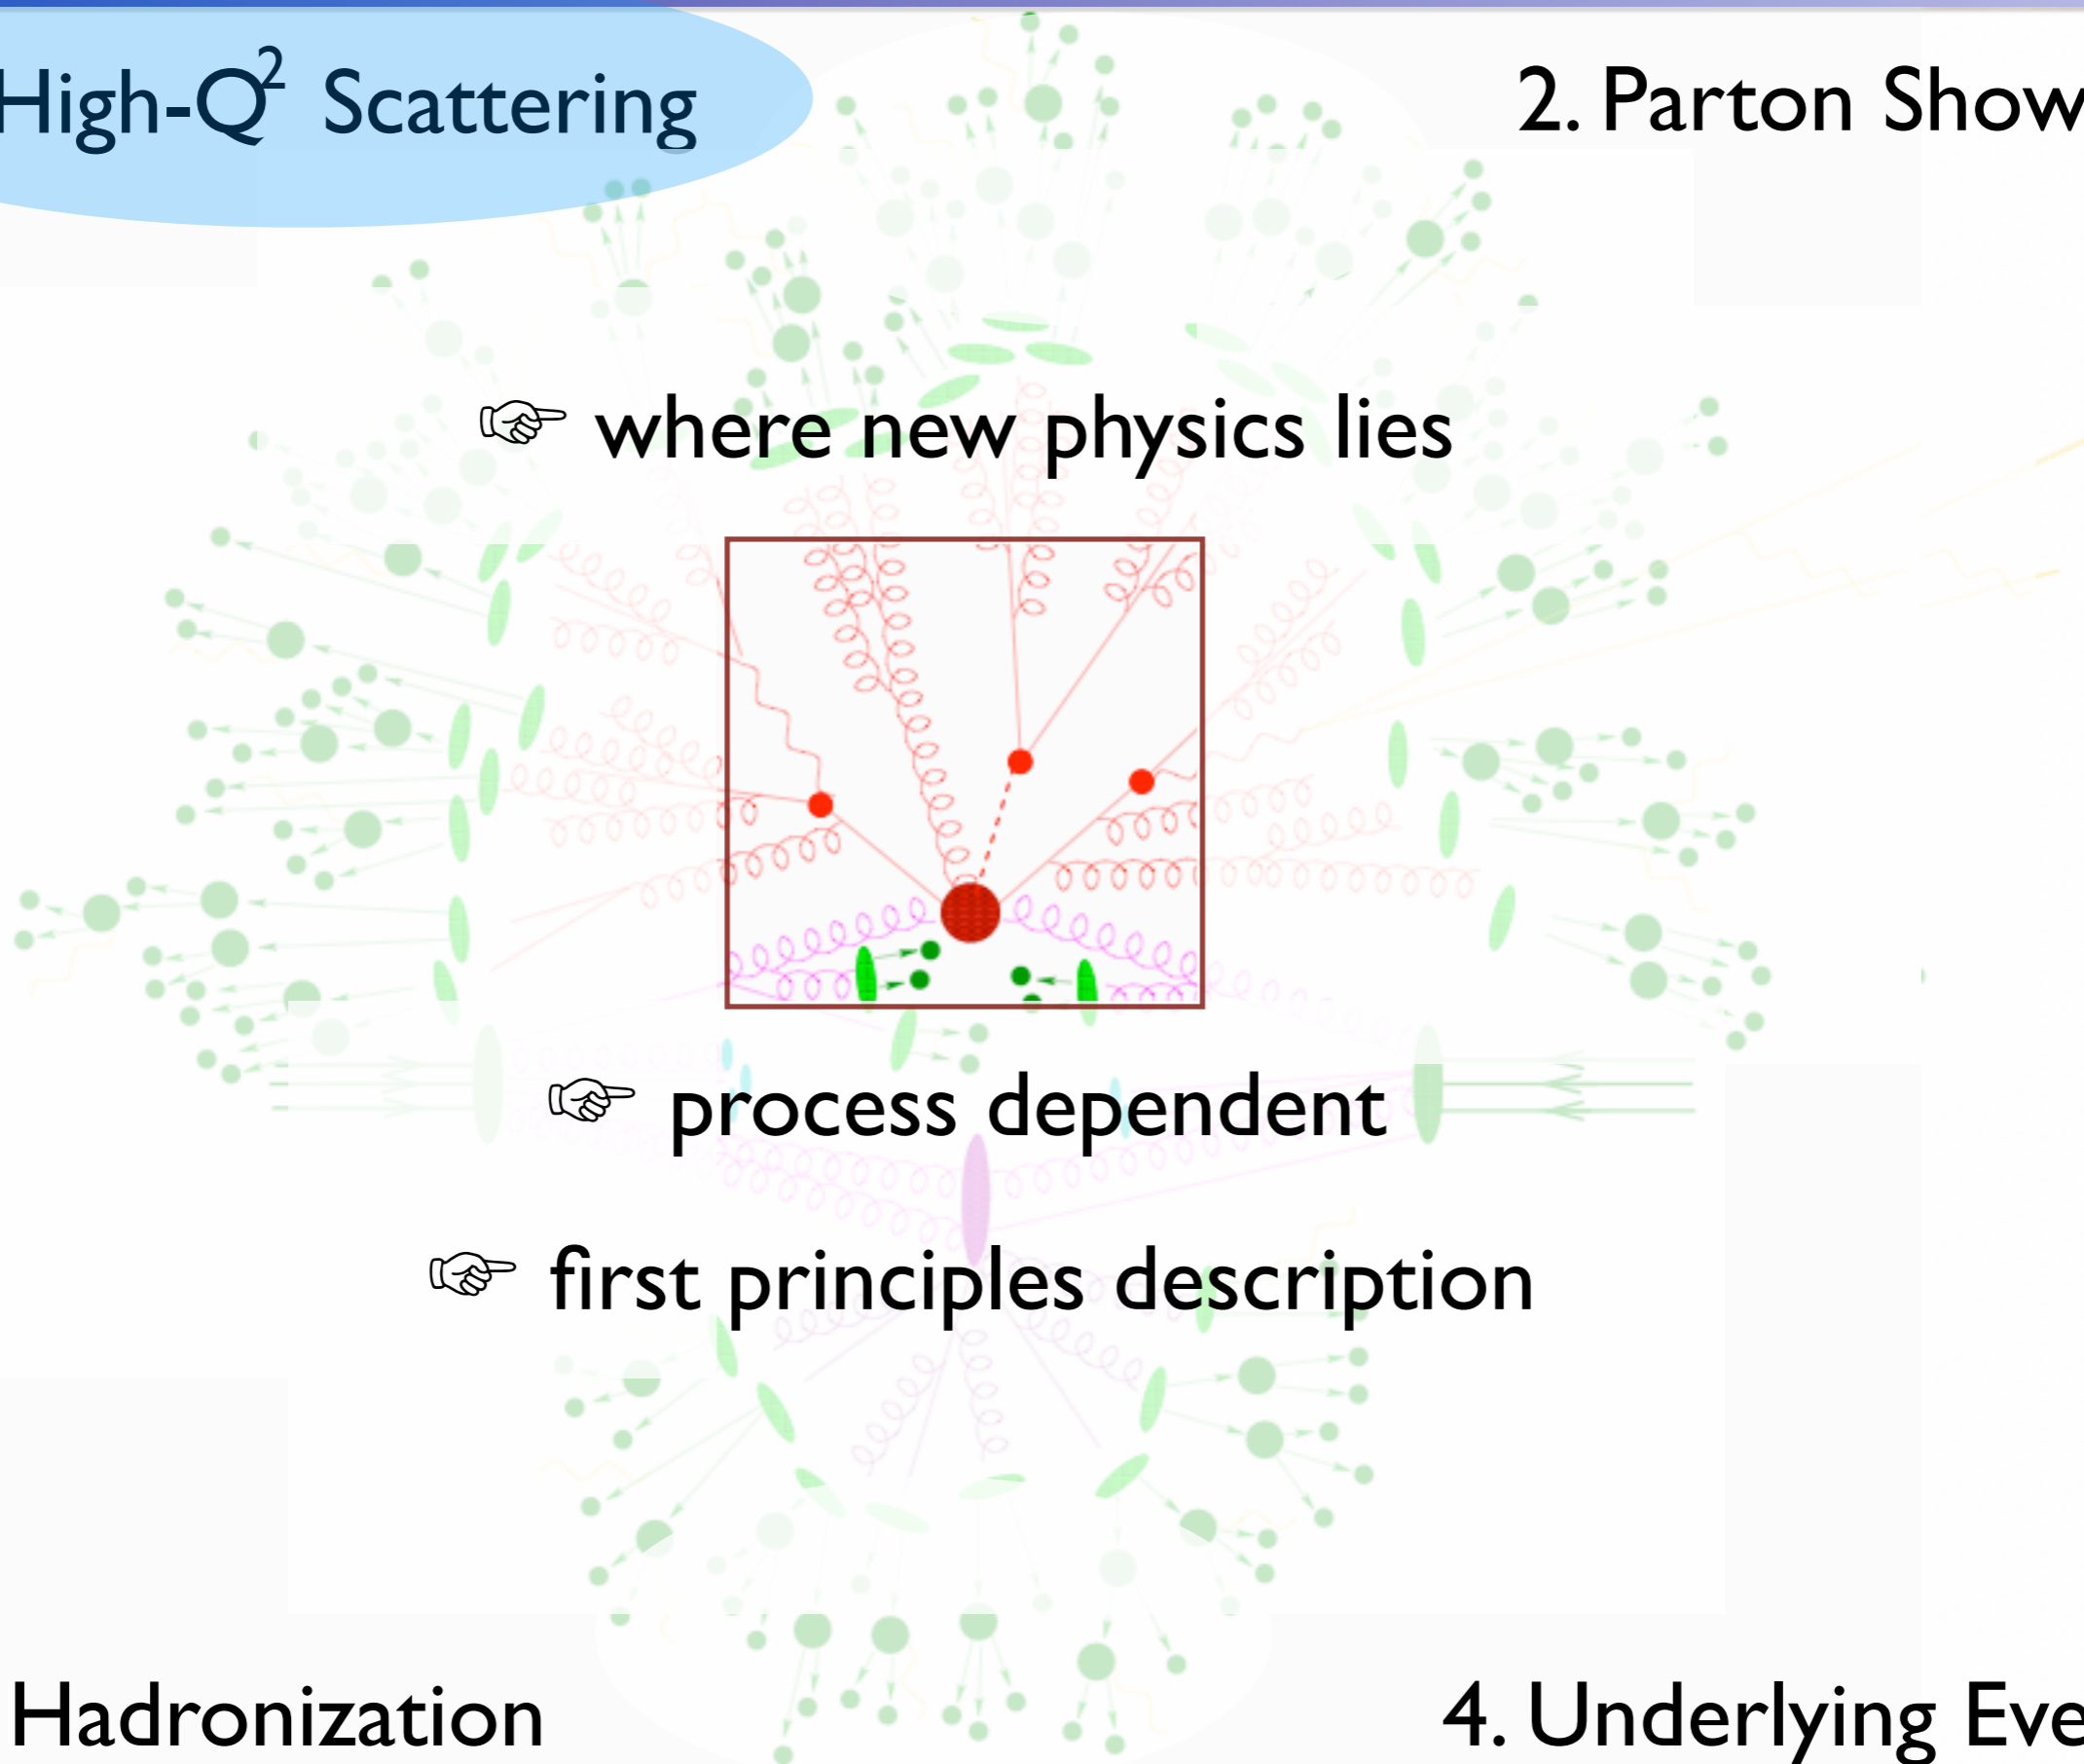 High-Q² Scattering
2. Parton Show
☞ where new physics lies
☞ process dependent
☞ first principles description
Hadronization
4. Underlying Eve